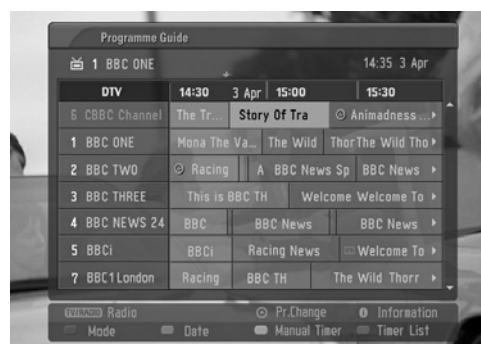 Programme Guide
1 BBC ONE 14:35 3 Apr
DTV 14:30 3 Apr 15:00 15:30
6 CBBC Channel The Tr... Story Of Tra Animadness ...
1 BBC ONE Mona The Va... The Wild Thor The Wild Tho
2 BBC TWO Racing A BBC News Sp BBC News
3 BBC THREE This is BBC TH Welcome Welcome To
4 BBC NEWS 24 BBC BBC News BBC News
5 BBCi BBCi Racing News Welcome To
7 BBC1 London Racing BBC TH The Wild Thorr
TV/RADIO Radio Pr.Change Information
Mode Date Manual Timer Timer List